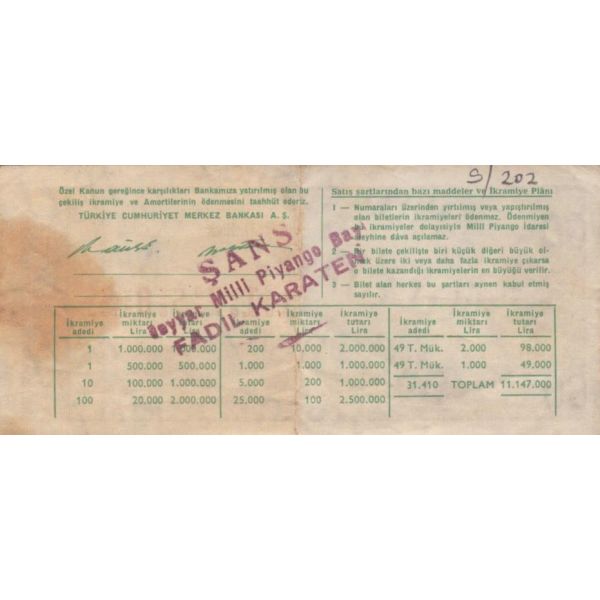 S/202
Özel Kanun gereğince karşılıkları Bankamıza yatırılmış olan bu
çekiliş ikramiye ve Amortilerinin ödenmesini taahhüt ederiz.
TÜRKİYE CUMHURİYET MERKEZ BANKASI A. Ş.
Satış şartlarından bazı maddeler ve İkramiye Plânı
1 — Numaraları üzerinden yırtılmış veya yapıştırılmış
olan biletlerin ikramiyeleri ödenmez. Ödenmiyen
bu ikramiyeler dolayısiyle Milli Piyango İdaresi
aleyhine dâva açılamaz.
2 — Bir bilete çekilişte biri küçük diğeri büyük ol-
mak üzere iki veya daha fazla ikramiye çıkarsa
o bilete kazandığı ikramiyelerin en büyüğü verilir.
3 — Bilet alan herkes bu şartları aynen kabul etmiş
sayılır.
ŞANS
Seyyar Milli Piyango Bayi
FADIL KARATEN
İkramiye adedi İkramiye miktarı Lira İkramiye tutarı Lira İkramiye adedi İkramiye miktarı Lira İkramiye tutarı Lira İkramiye adedi İkramiye miktarı Lira İkramiye tutarı Lira
1 1.000.000 1.000.000 200 10.000 2.000.000 49 T. Mük. 2.000 98.000
1 500.000 500.000 1.000 1.000 1.000.000 49 T. Mük. 1.000 49.000
10 100.000 1.000.000 5.000 200 1.000.000 31.410 TOPLAM 11.147.000
100 20.000 2.000.000 25.000 100 2.500.000